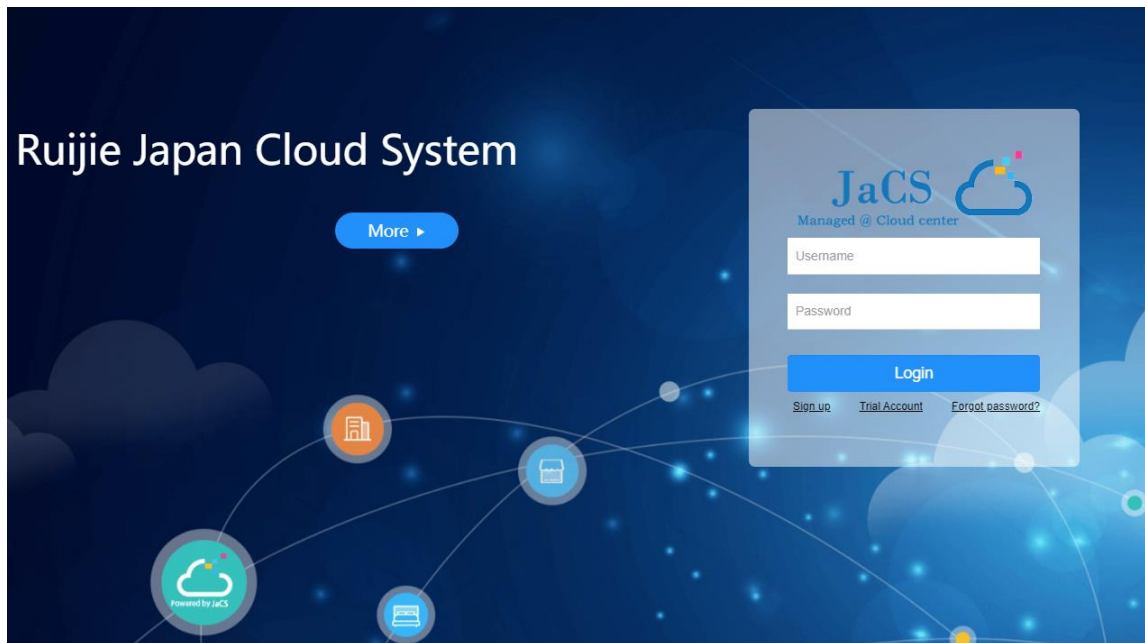 Ruijie Japan Cloud System
More
JaCS
Managed @ Cloud center
Username
Password
Login
Sign up Trial Account Forgot password?
Powered by JaCS